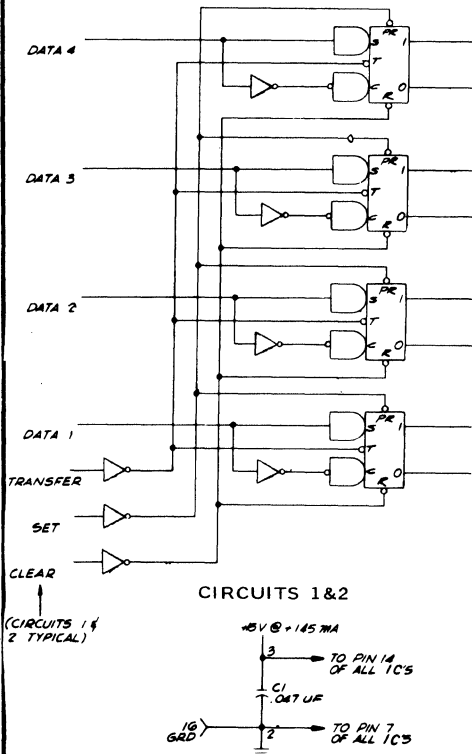 DATA 4
PR
S
1
T
C
0
R
DATA 3
PR
S
1
T
C
0
R
DATA 2
PR
S
1
T
C
0
R
DATA 1
PR
S
1
T
C
0
R
TRANSFER
SET
CLEAR
(CIRCUITS 1 &
2 TYPICAL)
CIRCUITS 1&2
+5V @ +145 MA
3
TO PIN 14
OF ALL IC'S
C1
.047 UF
16
GRD
2
TO PIN 7
OF ALL IC'S